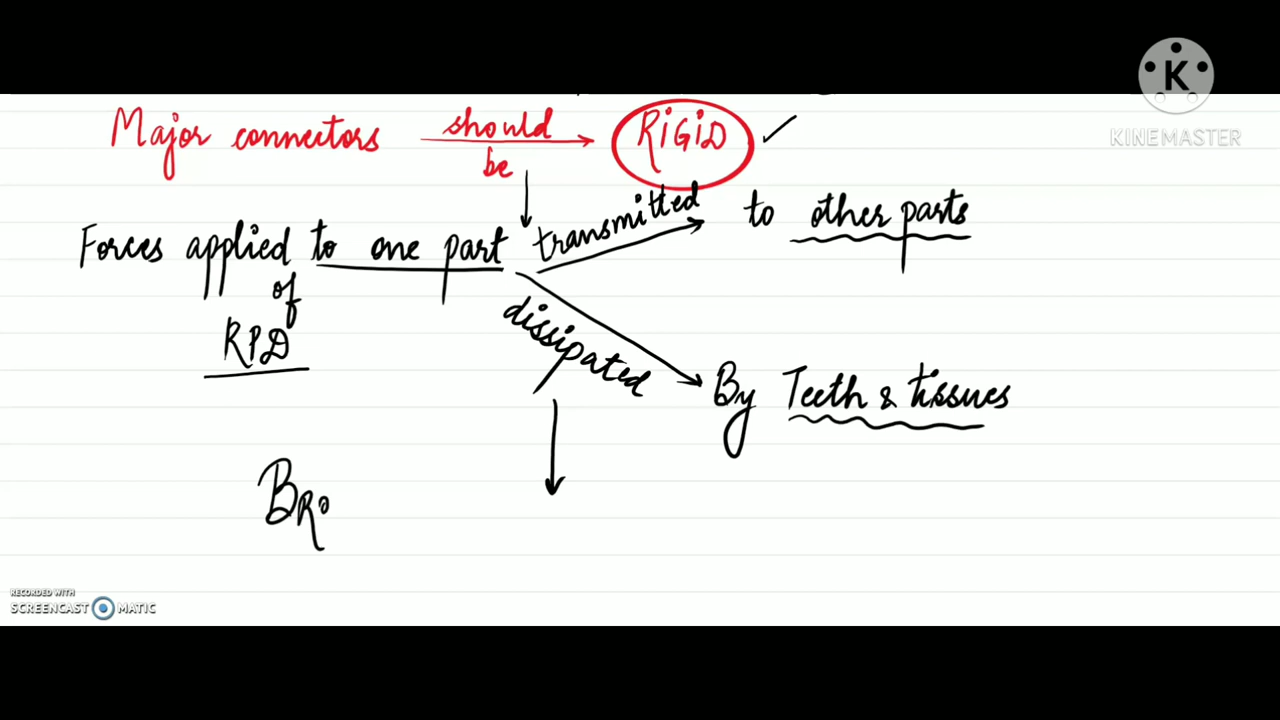 K
KINEMASTER
Major connectors should be RiGiD
Forces applied to one part transmitted to other parts
of
RPD
dissipated By Teeth & tissues
BRo
RECORDED WITH
SCREENCAST MATIC